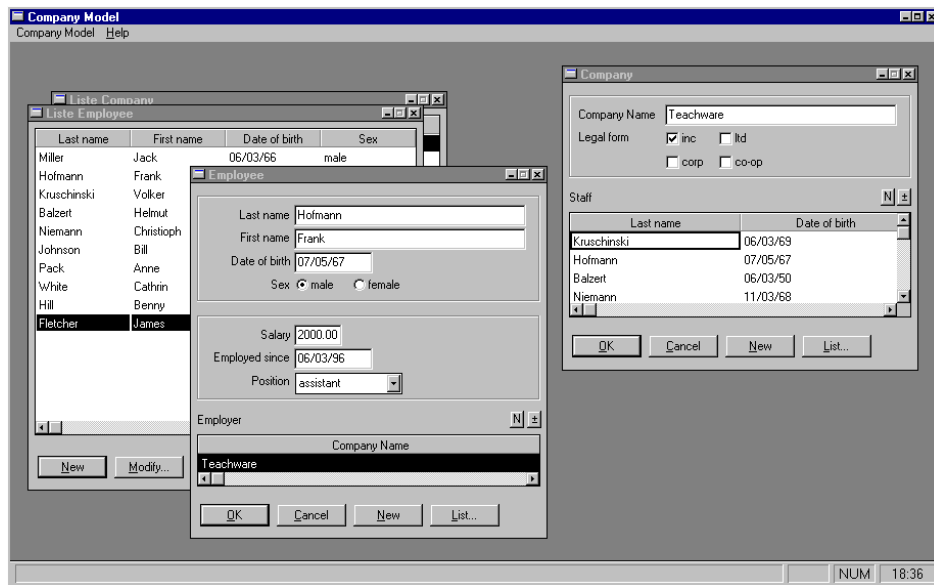 Company Model
Company Model Help
Liste Company
Liste Employee
Last name First name Date of birth Sex
Miller Jack 06/03/66 male
Hofmann Frank
Kruschinski Volker
Balzert Helmut
Niemann Christioph
Johnson Bill
Pack Anne
White Cathrin
Hill Benny
Fletcher James
New Modify...
Employee
Last name Hofmann
First name Frank
Date of birth 07/05/67
Sex male female
Salary 2000.00
Employed since 06/03/96
Position assistant
Employer N ±
Company Name
Teachware
OK Cancel New List...
Company
Company Name Teachware
Legal form inc ltd
corp co-op
Staff N ±
Last name Date of birth
Kruschinski 06/03/69
Hofmann 07/05/67
Balzert 06/03/50
Niemann 11/03/68
OK Cancel New List...
NUM 18:36